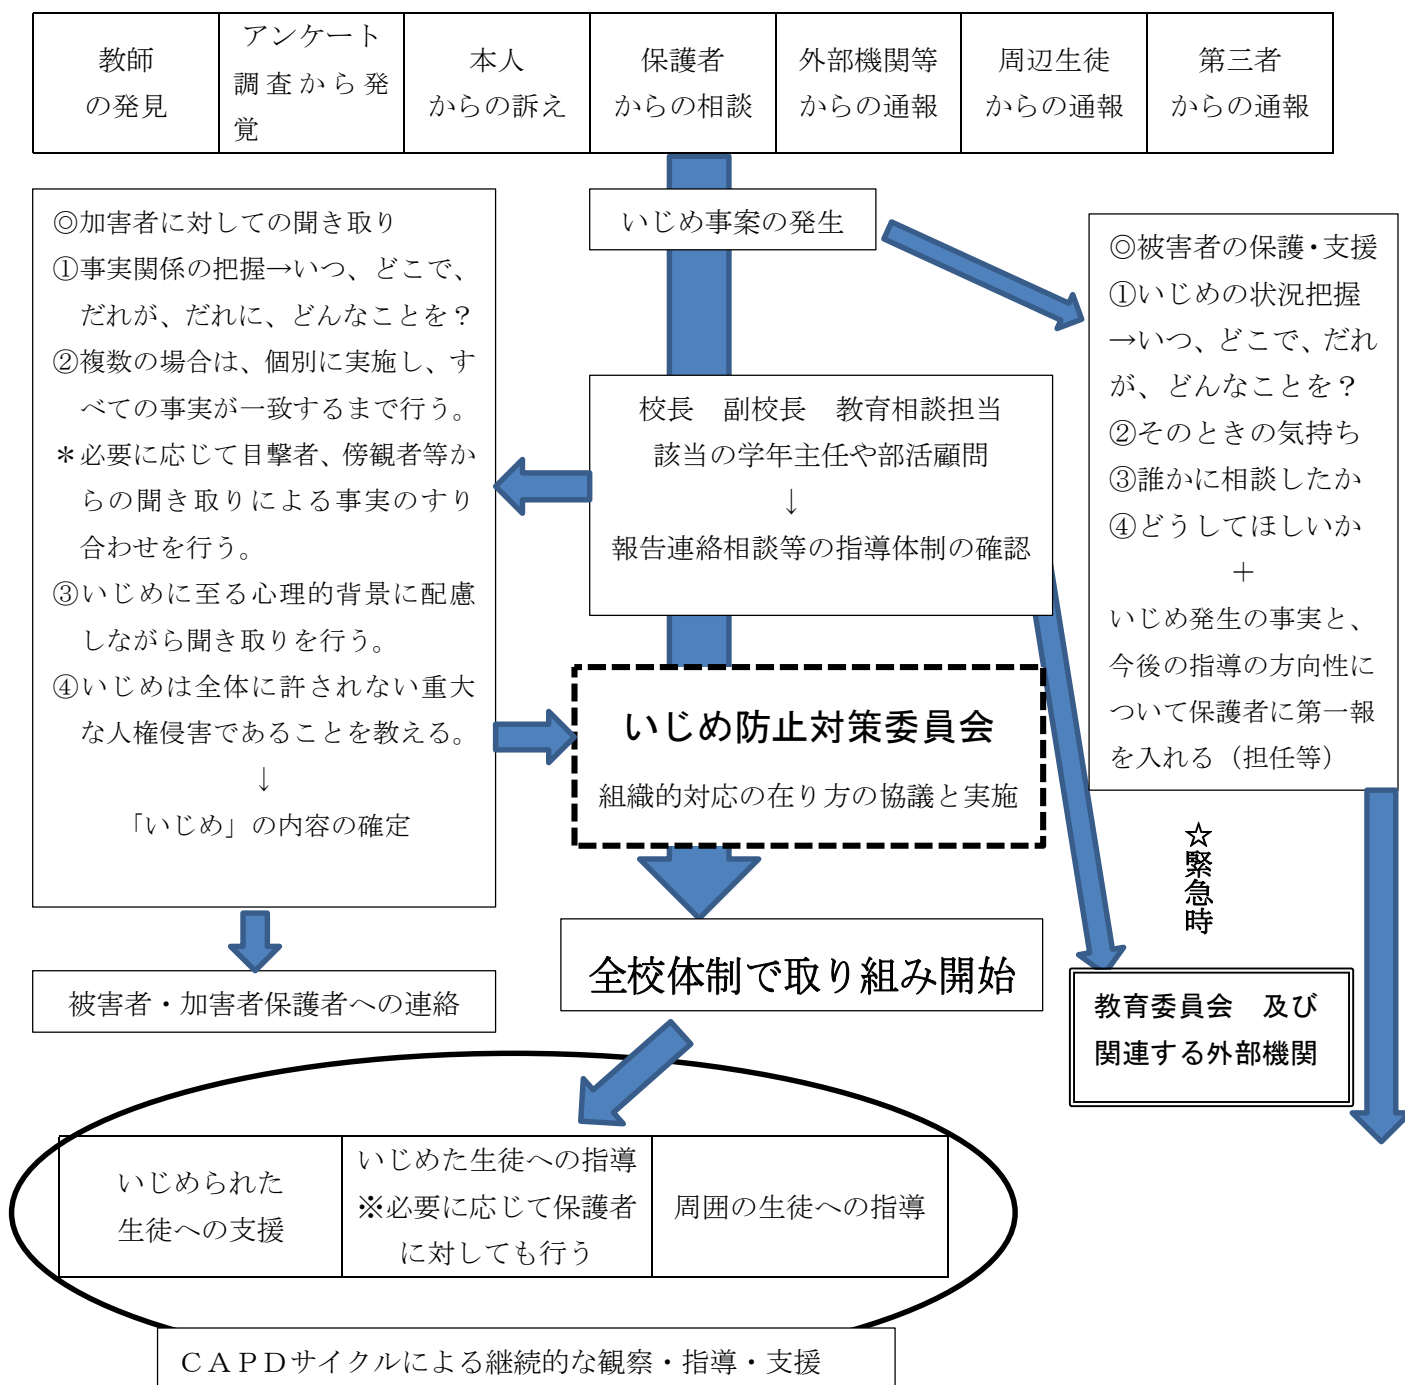 教師
の発見
アンケート
調査から発
覚
本人
からの訴え
保護者
からの相談
外部機関等
からの通報
周辺生徒
からの通報
第三者
からの通報
いじめ事案の発生
◎加害者に対しての聞き取り
①事実関係の把握→いつ、どこで、
だれが、だれに、どんなことを？
②複数の場合は、個別に実施し、す
べての事実が一致するまで行う。
＊必要に応じて目撃者、傍観者等か
らの聞き取りによる事実のすり
合わせを行う。
③いじめに至る心理的背景に配慮
しながら聞き取りを行う。
④いじめは全体に許されない重大
な人権侵害であることを教える。
↓
「いじめ」の内容の確定
校長　副校長　教育相談担当
該当の学年主任や部活顧問
↓
報告連絡相談等の指導体制の確認
◎被害者の保護・支援
①いじめの状況把握
→いつ、どこで、だれ
が、どんなことを？
②そのときの気持ち
③誰かに相談したか
④どうしてほしいか
＋
いじめ発生の事実と、
今後の指導の方向性に
ついて保護者に第一報
を入れる（担任等）
いじめ防止対策委員会
組織的対応の在り方の協議と実施
☆緊急時
全校体制で取り組み開始
被害者・加害者保護者への連絡
教育委員会　及び
関連する外部機関
いじめられた
生徒への支援
いじめた生徒への指導
※必要に応じて保護者
に対しても行う
周囲の生徒への指導
ＣＡＰＤサイクルによる継続的な観察・指導・支援